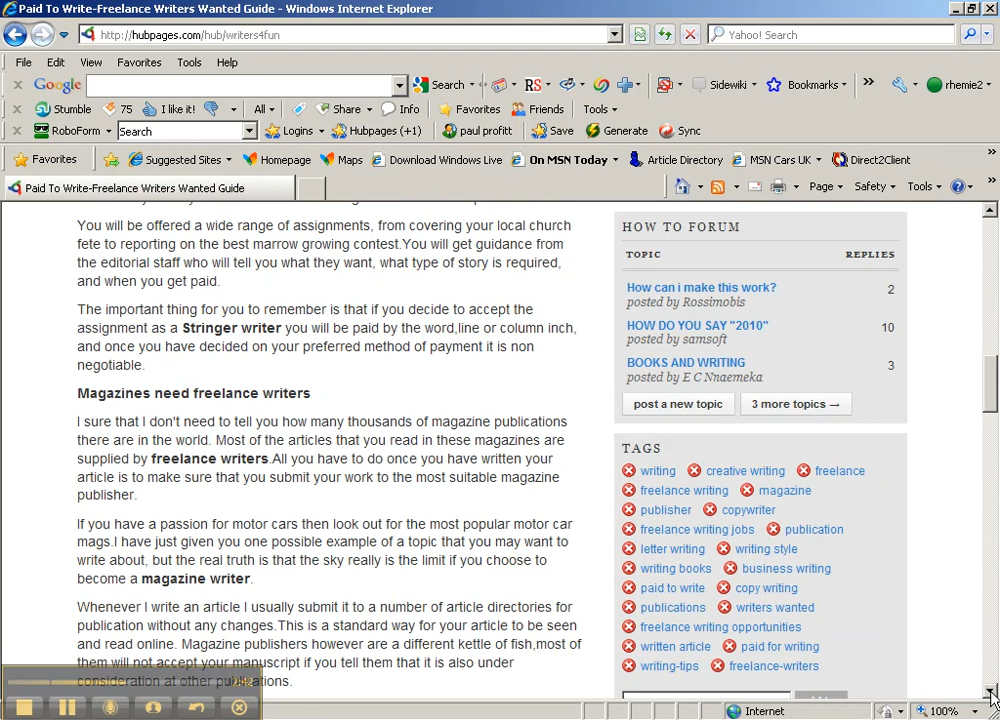 Paid To Write-Freelance Writers Wanted Guide - Windows Internet Explorer
http://hubpages.com/hub/writers4fun
Yahoo! Search
File Edit View Favorites Tools Help
x Google Search RS Sidewiki Bookmarks » rhemie2
x Stumble 75 I like it! All Share Info Favorites Friends Tools
x RoboForm Search Logins Hubpages (+1) paul profitt Save Generate Sync
Favorites Suggested Sites Homepage Maps Download Windows Live On MSN Today Article Directory MSN Cars UK Direct2Client »
Paid To Write-Freelance Writers Wanted Guide Page Safety Tools »
You will be offered a wide range of assignments, from covering your local church
fete to reporting on the best marrow growing contest.You will get guidance from
the editorial staff who will tell you what they want, what type of story is required,
and when you get paid.
The important thing for you to remember is that if you decide to accept the
assignment as a Stringer writer you will be paid by the word,line or column inch,
and once you have decided on your preferred method of payment it is non
negotiable.
Magazines need freelance writers
I sure that I don't need to tell you how many thousands of magazine publications
there are in the world. Most of the articles that you read in these magazines are
supplied by freelance writers.All you have to do once you have written your
article is to make sure that you submit your work to the most suitable magazine
publisher.
If you have a passion for motor cars then look out for the most popular motor car
mags.I have just given you one possible example of a topic that you may want to
write about, but the real truth is that the sky really is the limit if you choose to
become a magazine writer.
Whenever I write an article I usually submit it to a number of article directories for
publication without any changes.This is a standard way for your article to be seen
and read online. Magazine publishers however are a different kettle of fish,most of
them will not accept your manuscript if you tell them that it is also under
consideration at other publications.
HOW TO FORUM
TOPIC REPLIES
How can i make this work? 2
posted by Rossimobis
HOW DO YOU SAY "2010" 10
posted by samsoft
BOOKS AND WRITING 3
posted by E C Nnaemeka
post a new topic 3 more topics →
TAGS
writing creative writing freelance
freelance writing magazine
publisher copywriter
freelance writing jobs publication
letter writing writing style
writing books business writing
paid to write copy writing
publications writers wanted
freelance writing opportunities
written article paid for writing
writing-tips freelance-writers
Internet 100%